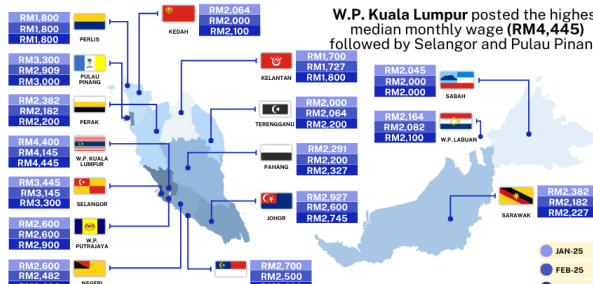 W.P. Kuala Lumpur posted the highes
median monthly wage (RM4,445)
followed by Selangor and Pulau Pinan
RM1,800
RM1,800
RM1,800
PERLIS
RM2,064
RM2,000
RM2,100
KEDAH
RM3,300
RM2,909
RM3,000
PULAU
PINANG
RM1,700
RM1,727
RM1,800
KELANTAN
RM2,382
RM2,182
RM2,200
PERAK
RM2,000
RM2,064
RM2,200
TERENGGANU
RM4,400
RM4,145
RM4,445
W.P. KUALA
LUMPUR
RM2,291
RM2,200
RM2,327
PAHANG
RM3,445
RM3,145
RM3,300
SELANGOR
RM2,927
RM2,600
RM2,745
JOHOR
RM2,600
RM2,600
RM2,900
W.P.
PUTRAJAYA
RM2,600
RM2,482
NEGERI
RM2,700
RM2,500
RM2,045
RM2,000
RM2,000
SABAH
RM2,164
RM2,082
RM2,100
W.P. LABUAN
RM2,382
RM2,182
RM2,227
SARAWAK
JAN-25
FEB-25